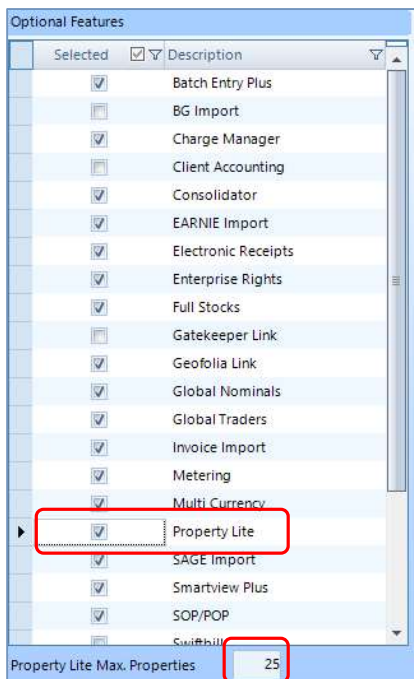 Optional Features
Selected Description
Batch Entry Plus
BG Import
Charge Manager
Client Accounting
Consolidator
EARNIE Import
Electronic Receipts
Enterprise Rights
Full Stocks
Gatekeeper Link
Geofolia Link
Global Nominals
Global Traders
Invoice Import
Metering
Multi Currency
Property Lite
SAGE Import
Smartview Plus
SOP/POP
Property Lite Max. Properties 25